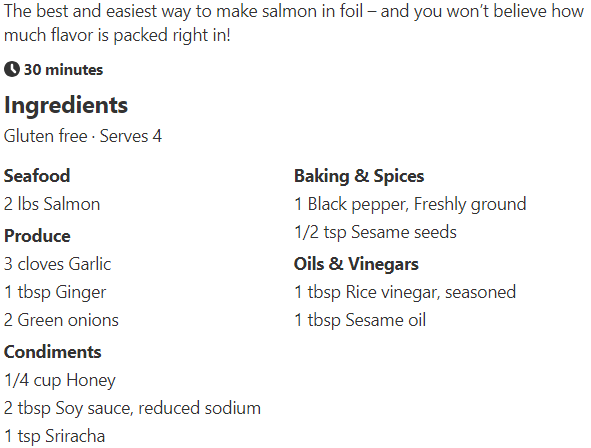 The best and easiest way to make salmon in foil – and you won’t believe how
much flavor is packed right in!
30 minutes
Ingredients
Gluten free · Serves 4
Seafood
2 lbs Salmon
Produce
3 cloves Garlic
1 tbsp Ginger
2 Green onions
Condiments
1/4 cup Honey
2 tbsp Soy sauce, reduced sodium
1 tsp Sriracha
Baking & Spices
1 Black pepper, Freshly ground
1/2 tsp Sesame seeds
Oils & Vinegars
1 tbsp Rice vinegar, seasoned
1 tbsp Sesame oil